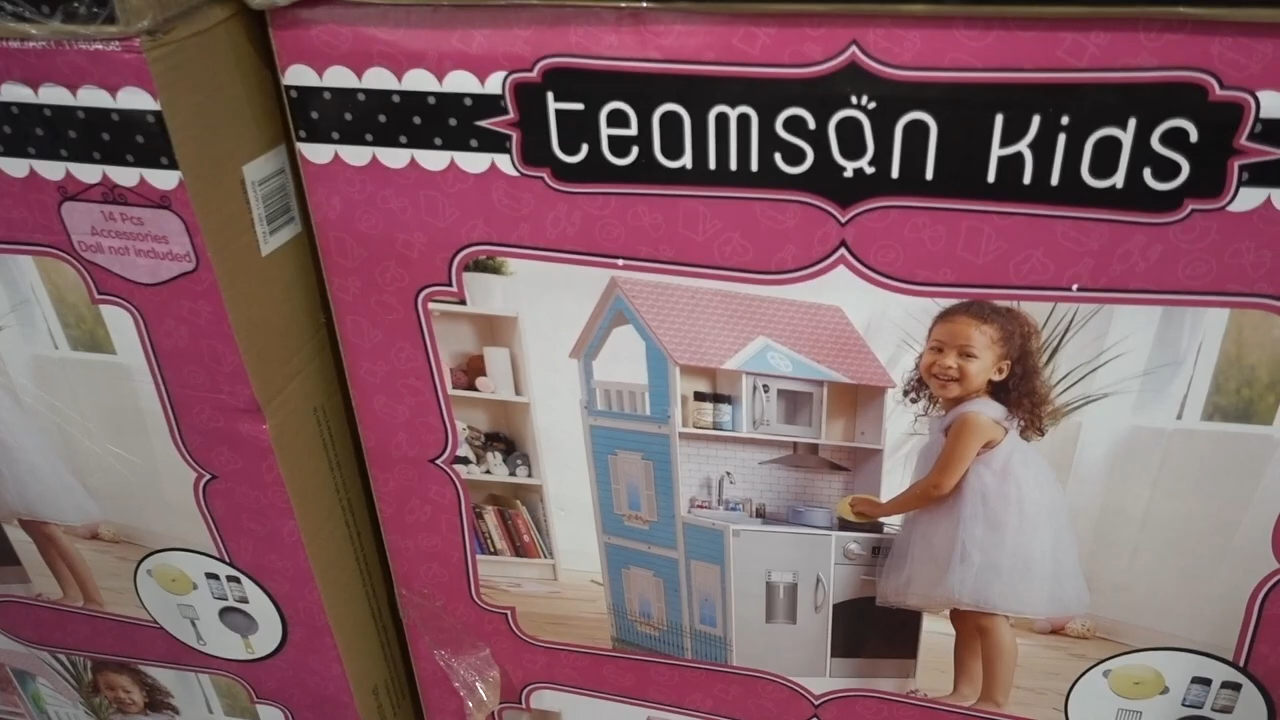 teamson Kids
14 Pcs
Accessories
Doll not included